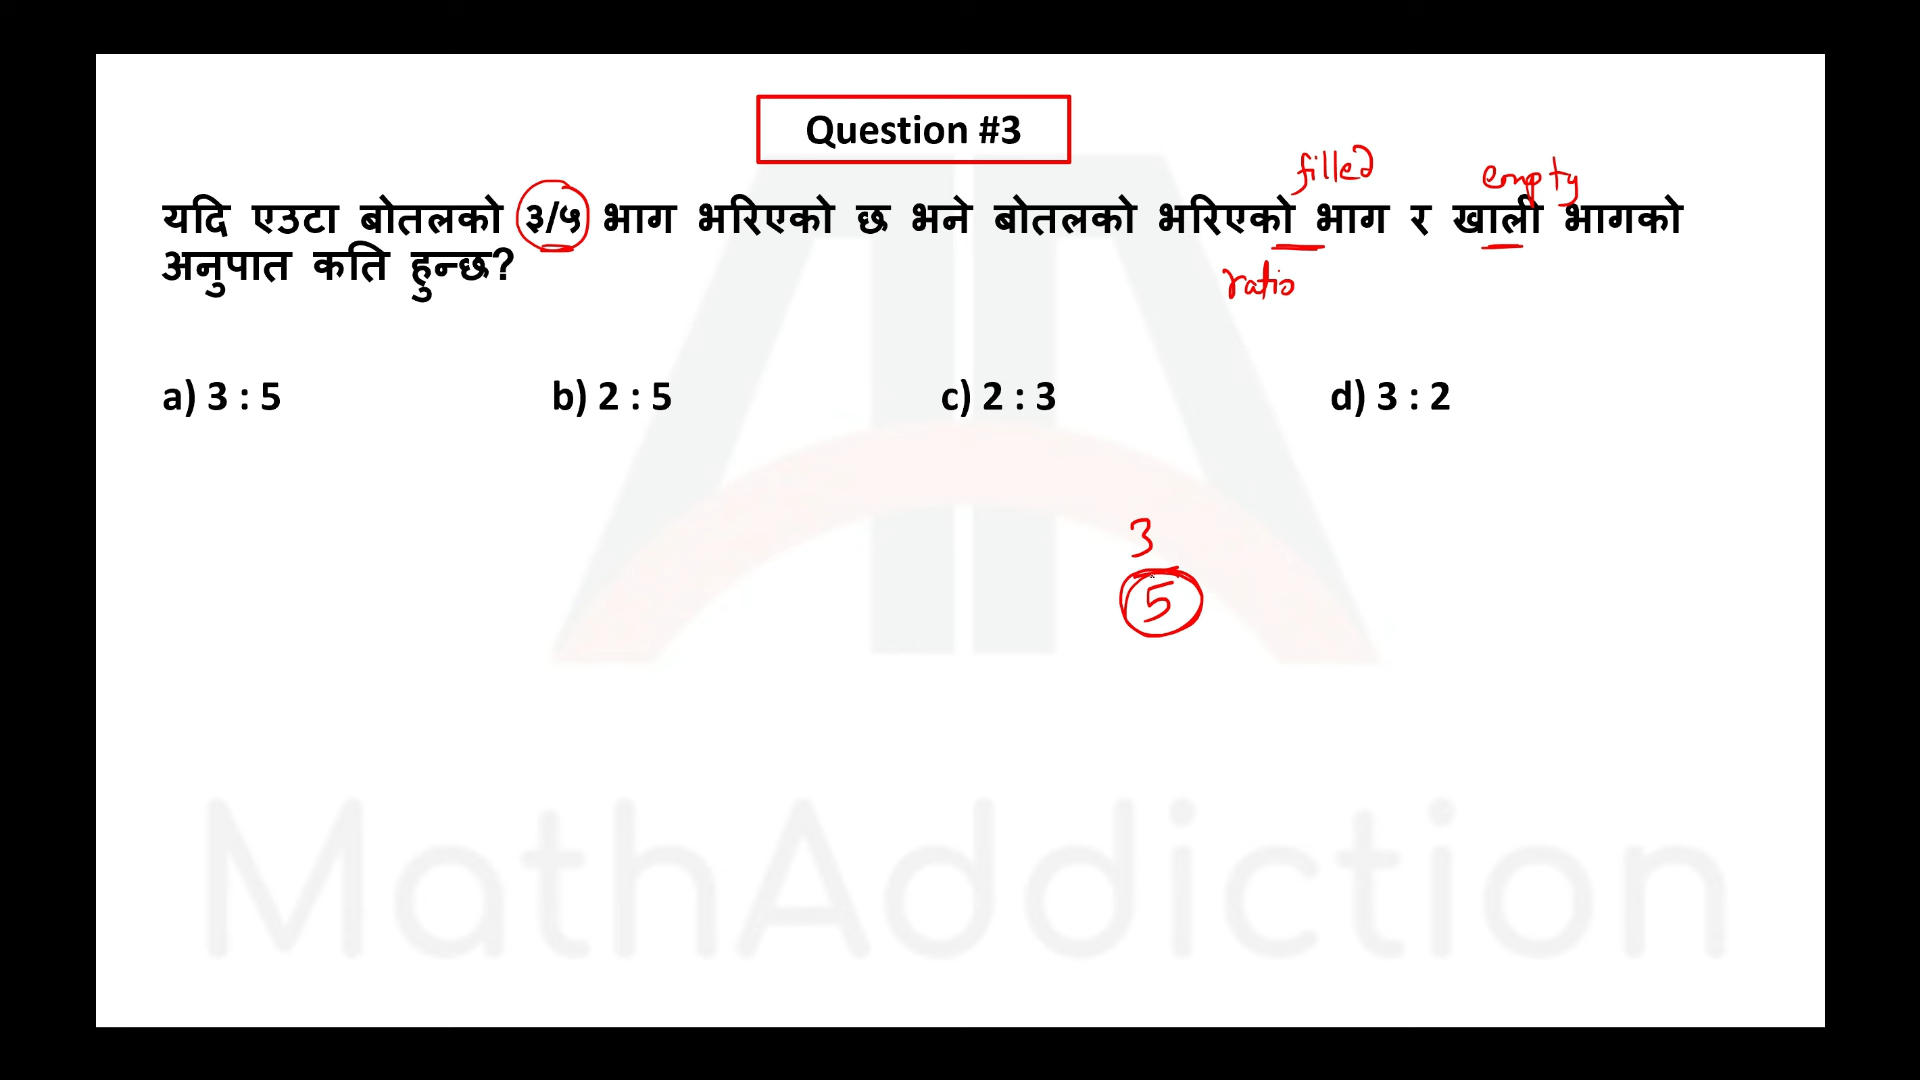 Question #3
filled empty
यदि एउटा बोतलको ३/५ भाग भरिएको छ भने बोतलको भरिएको भाग र खाली भागको
अनुपात कति हुन्छ?
ratio
a) 3 : 5 b) 2 : 5 c) 2 : 3 d) 3 : 2
3
5
MathAddiction